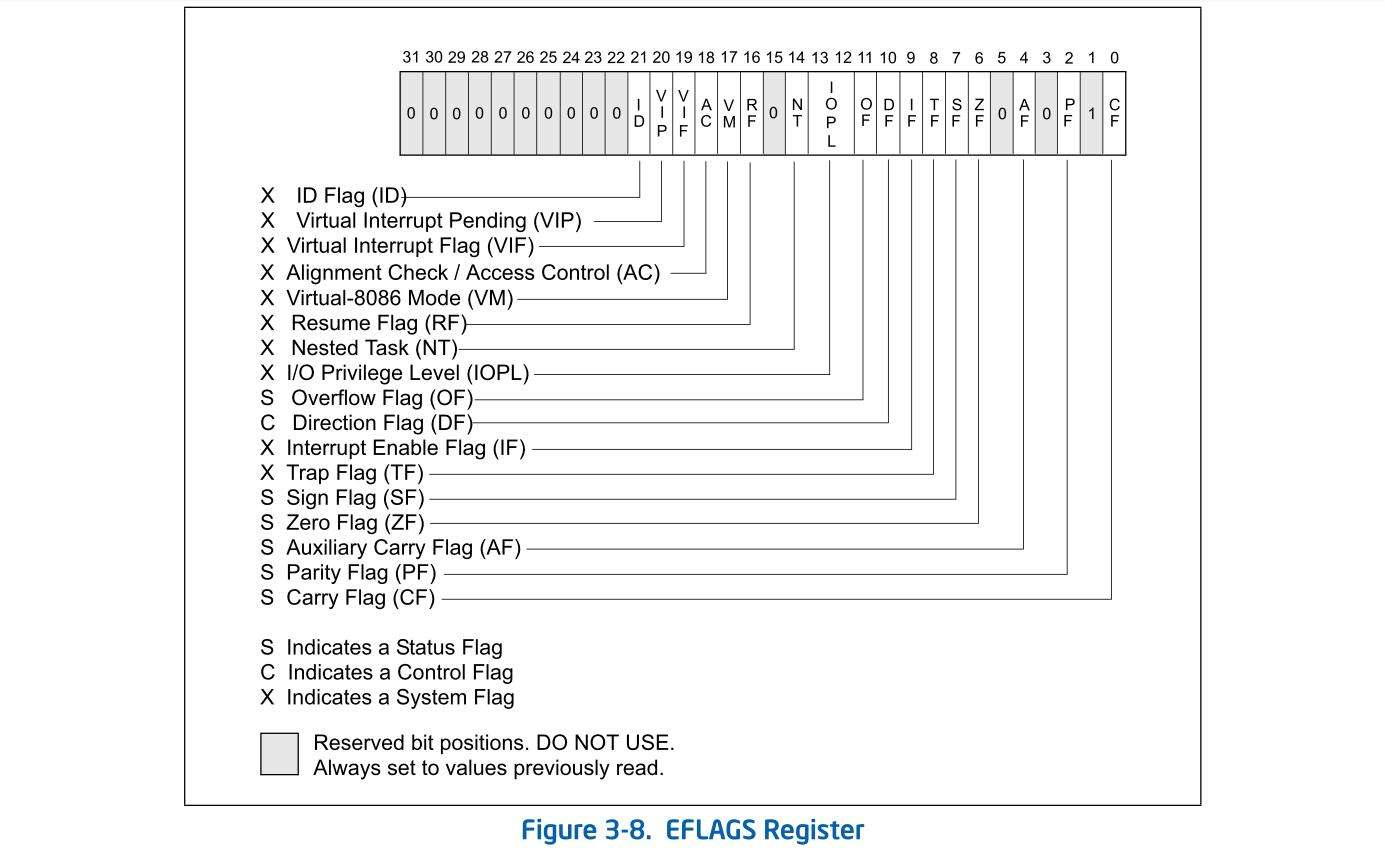 31 30 29 28 27 26 25 24 23 22 21 20 19 18 17 16 15 14 13 12 11 10 9 8 7 6 5 4 3 2 1 0
0 0 0 0 0 0 0 0 0 0 ID VIP VIF AC VM RF 0 NT IOPL OF DF IF TF SF ZF 0 AF 0 PF 1 CF
X ID Flag (ID)
X Virtual Interrupt Pending (VIP)
X Virtual Interrupt Flag (VIF)
X Alignment Check / Access Control (AC)
X Virtual-8086 Mode (VM)
X Resume Flag (RF)
X Nested Task (NT)
X I/O Privilege Level (IOPL)
S Overflow Flag (OF)
C Direction Flag (DF)
X Interrupt Enable Flag (IF)
X Trap Flag (TF)
S Sign Flag (SF)
S Zero Flag (ZF)
S Auxiliary Carry Flag (AF)
S Parity Flag (PF)
S Carry Flag (CF)
S Indicates a Status Flag
C Indicates a Control Flag
X Indicates a System Flag
Reserved bit positions. DO NOT USE.
Always set to values previously read.
Figure 3-8. EFLAGS Register